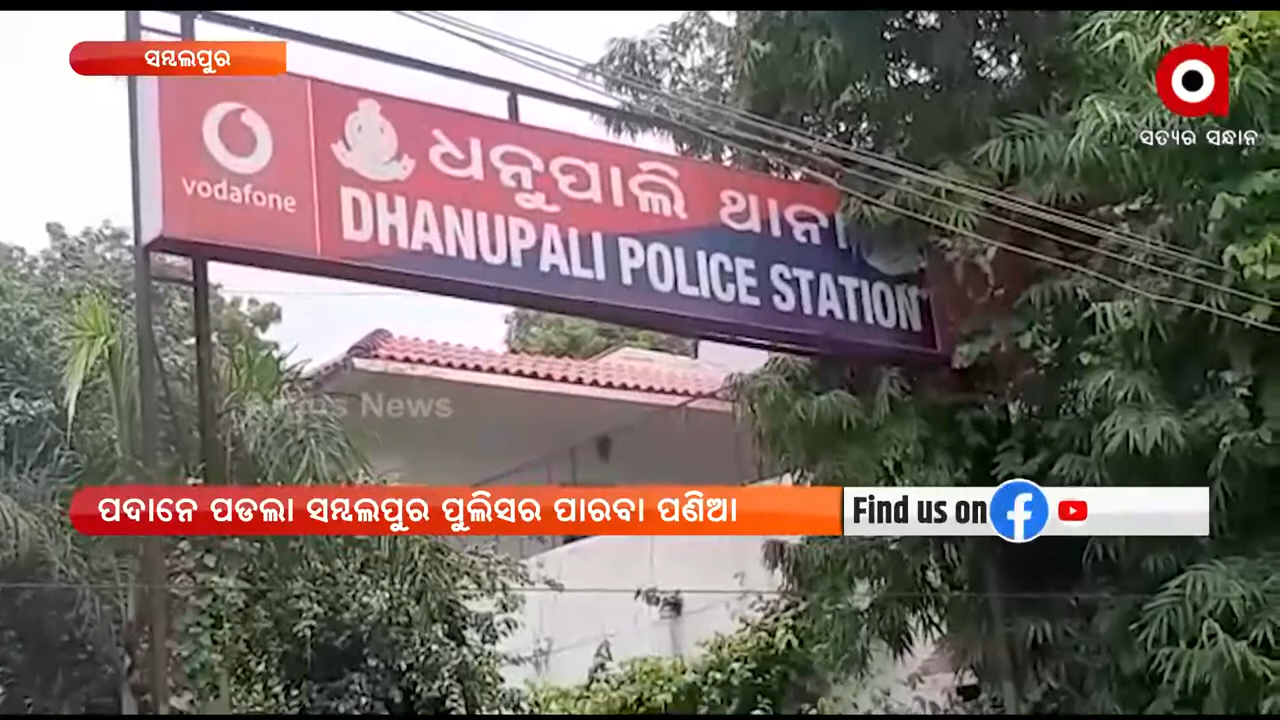 ସମ୍ବଲପୁର
ସତ୍ୟର ସନ୍ଧାନ
vodafone
ଧନୁପାଲି ଥାନା
DHANUPALI POLICE STATION
News
ପଦାନେ ପଡଲା ସମ୍ବଲପୁର ପୁଲିସର ପାରବା ପଣିଆ
Find us on